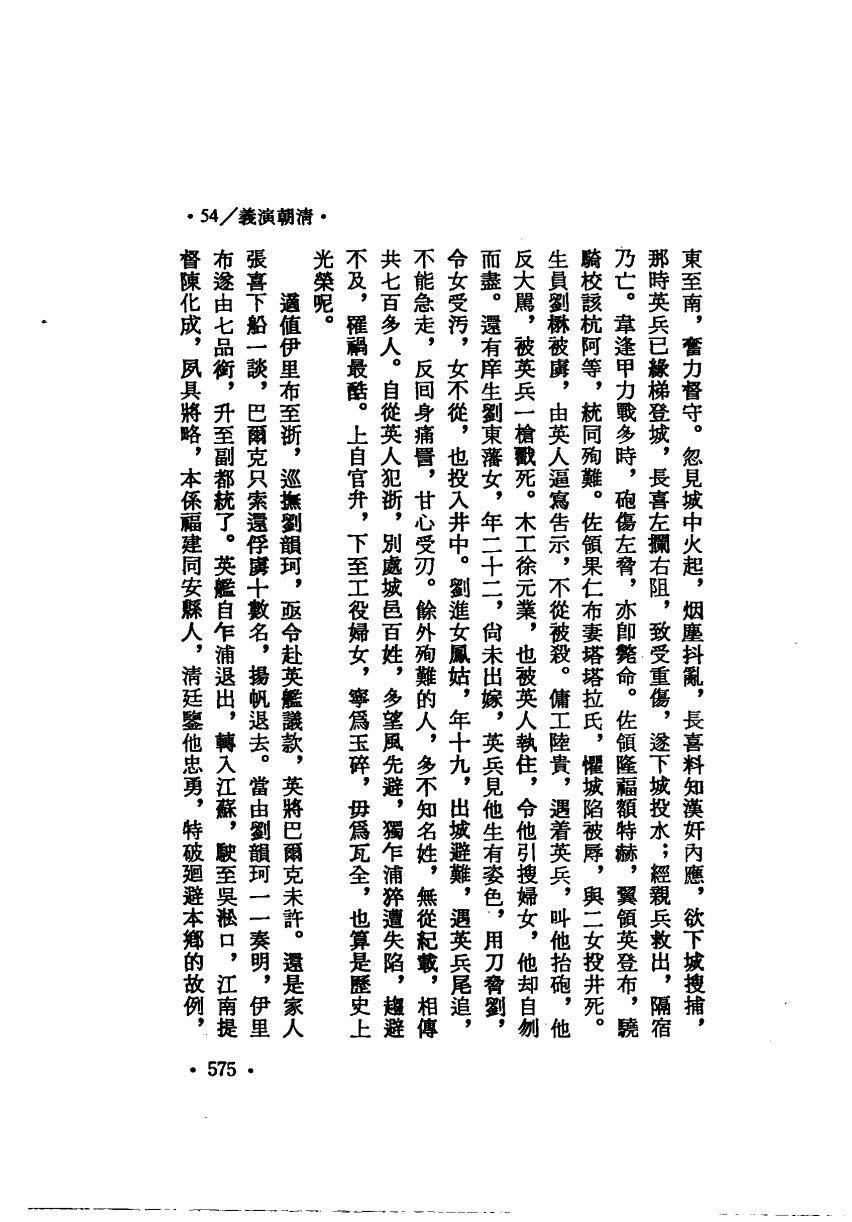 •清朝演義／54•
東至南，奮力督守。忽見城中火起，烟塵抖亂，長喜料知漢奸內應，欲下城搜捕，
那時英兵已緣梯登城，長喜左攔右阻，致受重傷，遂下城投水；經親兵救出，隔宿
乃亡。韋逢甲力戰多時，砲傷左脅，亦卽斃命。佐領隆福額特赫，翼領英登布，驍
騎校該杭阿等，統同殉難。佐領果仁布妻塔塔拉氏，懼城陷被辱，與二女投井死。
生員劉楙被虜，由英人逼寫告示，不從被殺。傭工陸貴，遇着英兵，叫他抬砲，他
反大罵，被英兵一槍戳死。木工徐元業，也被英人執住，令他引搜婦女，他却自刎
而盡。還有庠生劉東藩女，年二十二，尙未出嫁，英兵見他生有姿色，用刀脅劉，
令女受汚，女不從，也投入井中。劉進女鳳姑，年十九，出城避難，遇英兵尾追，
不能急走，反囘身痛詈，甘心受刃。餘外殉難的人，多不知名姓，無從紀載，相傳
共七百多人。自從英人犯浙，別處城邑百姓，多望風先避，獨乍浦猝遭失陷，趨避
不及，罹禍最酷。上自官弁，下至工役婦女，寧爲玉碎，毋爲瓦全，也算是歷史上
光榮呢。
適値伊里布至浙，巡撫劉韻珂，亟令赴英艦議款，英將巴爾克未許。還是家人
張喜下船一談，巴爾克只索還俘虜十數名，揚帆退去。當由劉韻珂一一奏明，伊里
布遂由七品銜，升至副都統了。英艦自乍浦退出，轉入江蘇，駛至吳淞口，江南提
督陳化成，夙具將略，本係福建同安縣人，淸廷鑒他忠勇，特破廻避本鄉的故例，
•575•